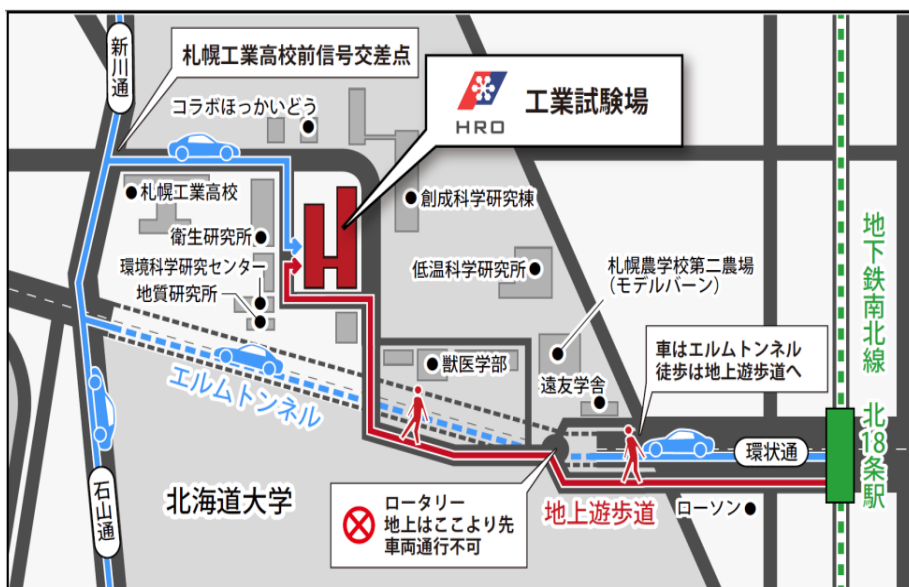 新川通
札幌工業高校前信号交差点
コラボほっかいどう
HRO
工業試験場
札幌工業高校
衛生研究所
環境科学研究センター
地質研究所
創成科学研究棟
低温科学研究所
札幌農学校第二農場
（モデルバーン）
獣医学部
遠友学舎
車はエルムトンネル
徒歩は地上遊歩道へ
エルムトンネル
環状通
地下鉄南北線 北18条駅
石山通
北海道大学
ロータリー
地上はここより先
車両通行不可
地上遊歩道
ローソン